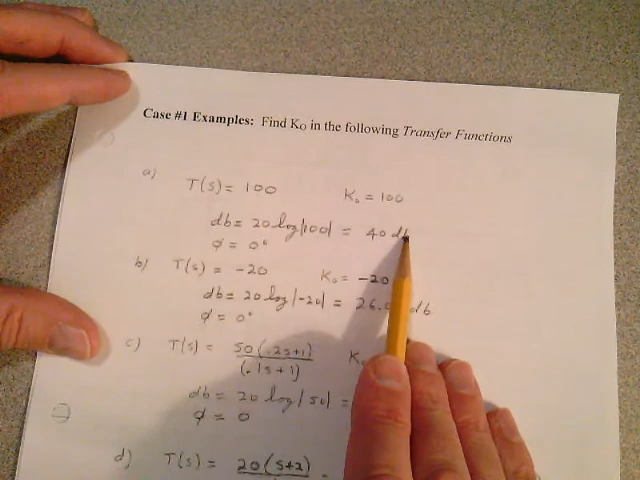 Case #1 Examples: Find K₀ in the following Transfer Functions
a) T(s) = 100 K₀ = 100
db = 20 log|100| = 40 db
φ = 0°
b) T(s) = -20 K₀ = -20
db = 20 log|-20| = 26. db
φ = 0°
c) T(s) = 50(.2s+1) K
(.1s+1)
db = 20 log|50| =
φ = 0
d) T(s) = 20(s+2)